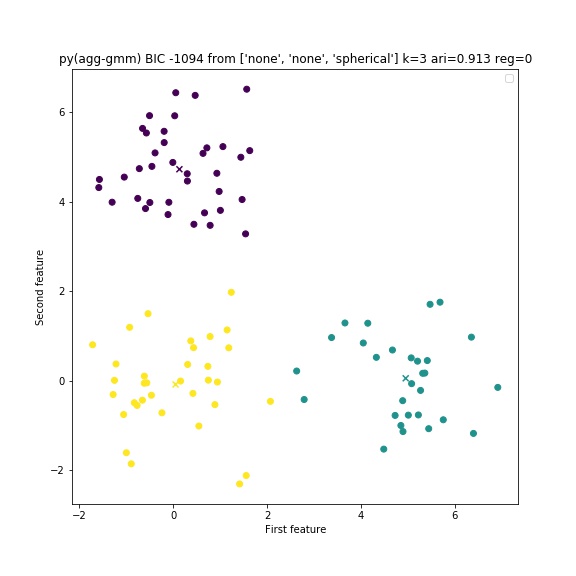 py(agg-gmm) BIC -1094 from ['none', 'none', 'spherical'] k=3 ari=0.913 reg=0
6
4
2
0
−2
Second feature
−2 0 2 4 6
First feature